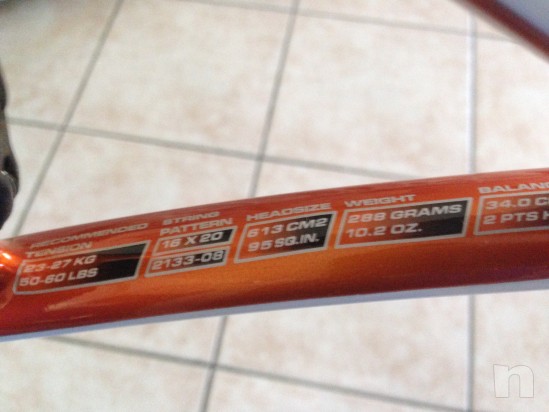 RECOMMENDED
TENSION
23-27 KG
50-60 LBS
STRING
PATTERN
16 X 20
2133-08
HEADSIZE
613 CM2
95 SQ.IN.
WEIGHT
288 GRAMS
10.2 OZ.
34.0
2 PTS
n